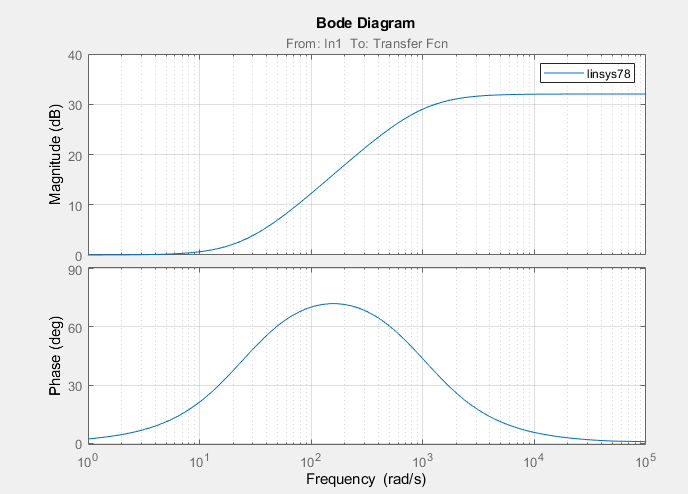 Bode Diagram
From: In1 To: Transfer Fcn
40
30
20
10
0
Magnitude (dB)
linsys78
90
60
30
0
Phase (deg)
10^0 10^1 10^2 10^3 10^4 10^5
Frequency (rad/s)